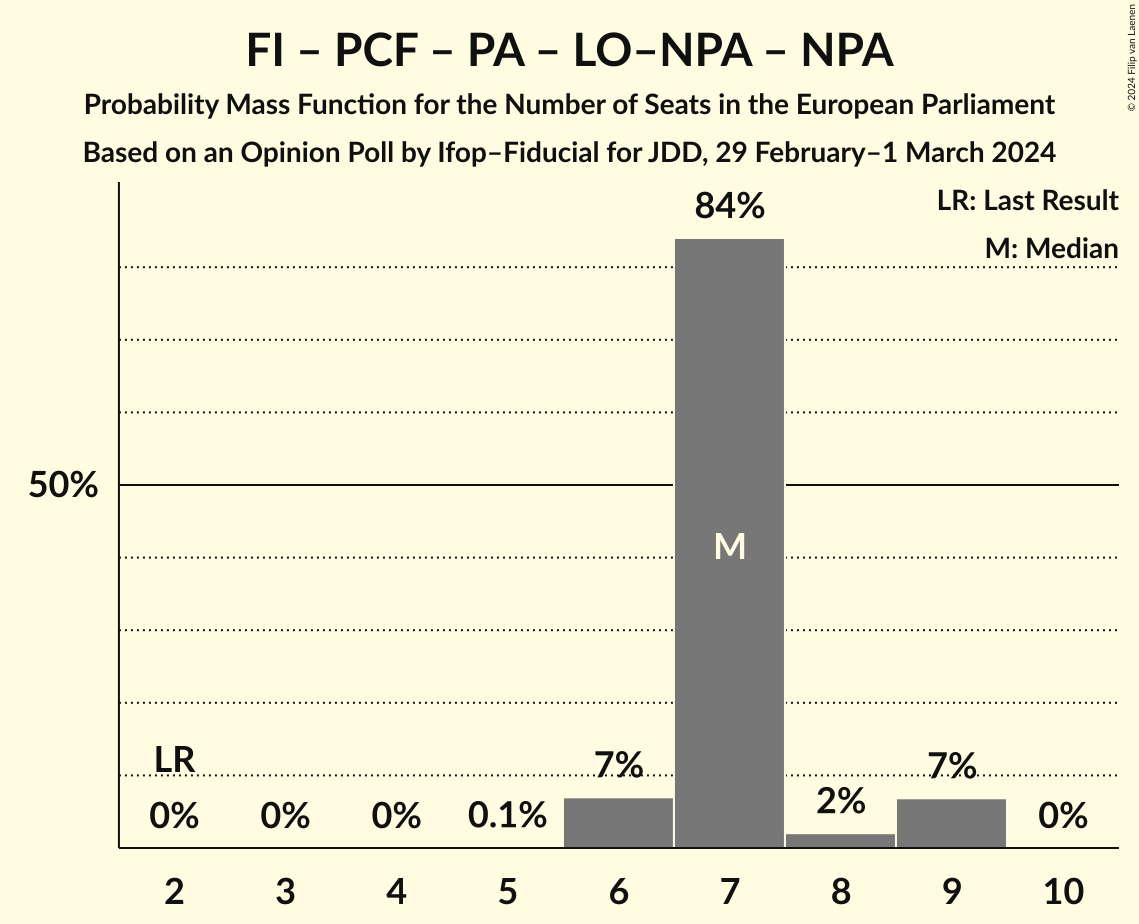 FI – PCF – PA – LO–NPA – NPA
Probability Mass Function for the Number of Seats in the European Parliament
Based on an Opinion Poll by Ifop–Fiducial for JDD, 29 February–1 March 2024
© 2024 Filip van Laenen
LR: Last Result
M: Median
84%
50%
M
LR
0%
0%
0%
0.1%
7%
2%
7%
0%
2
3
4
5
6
7
8
9
10